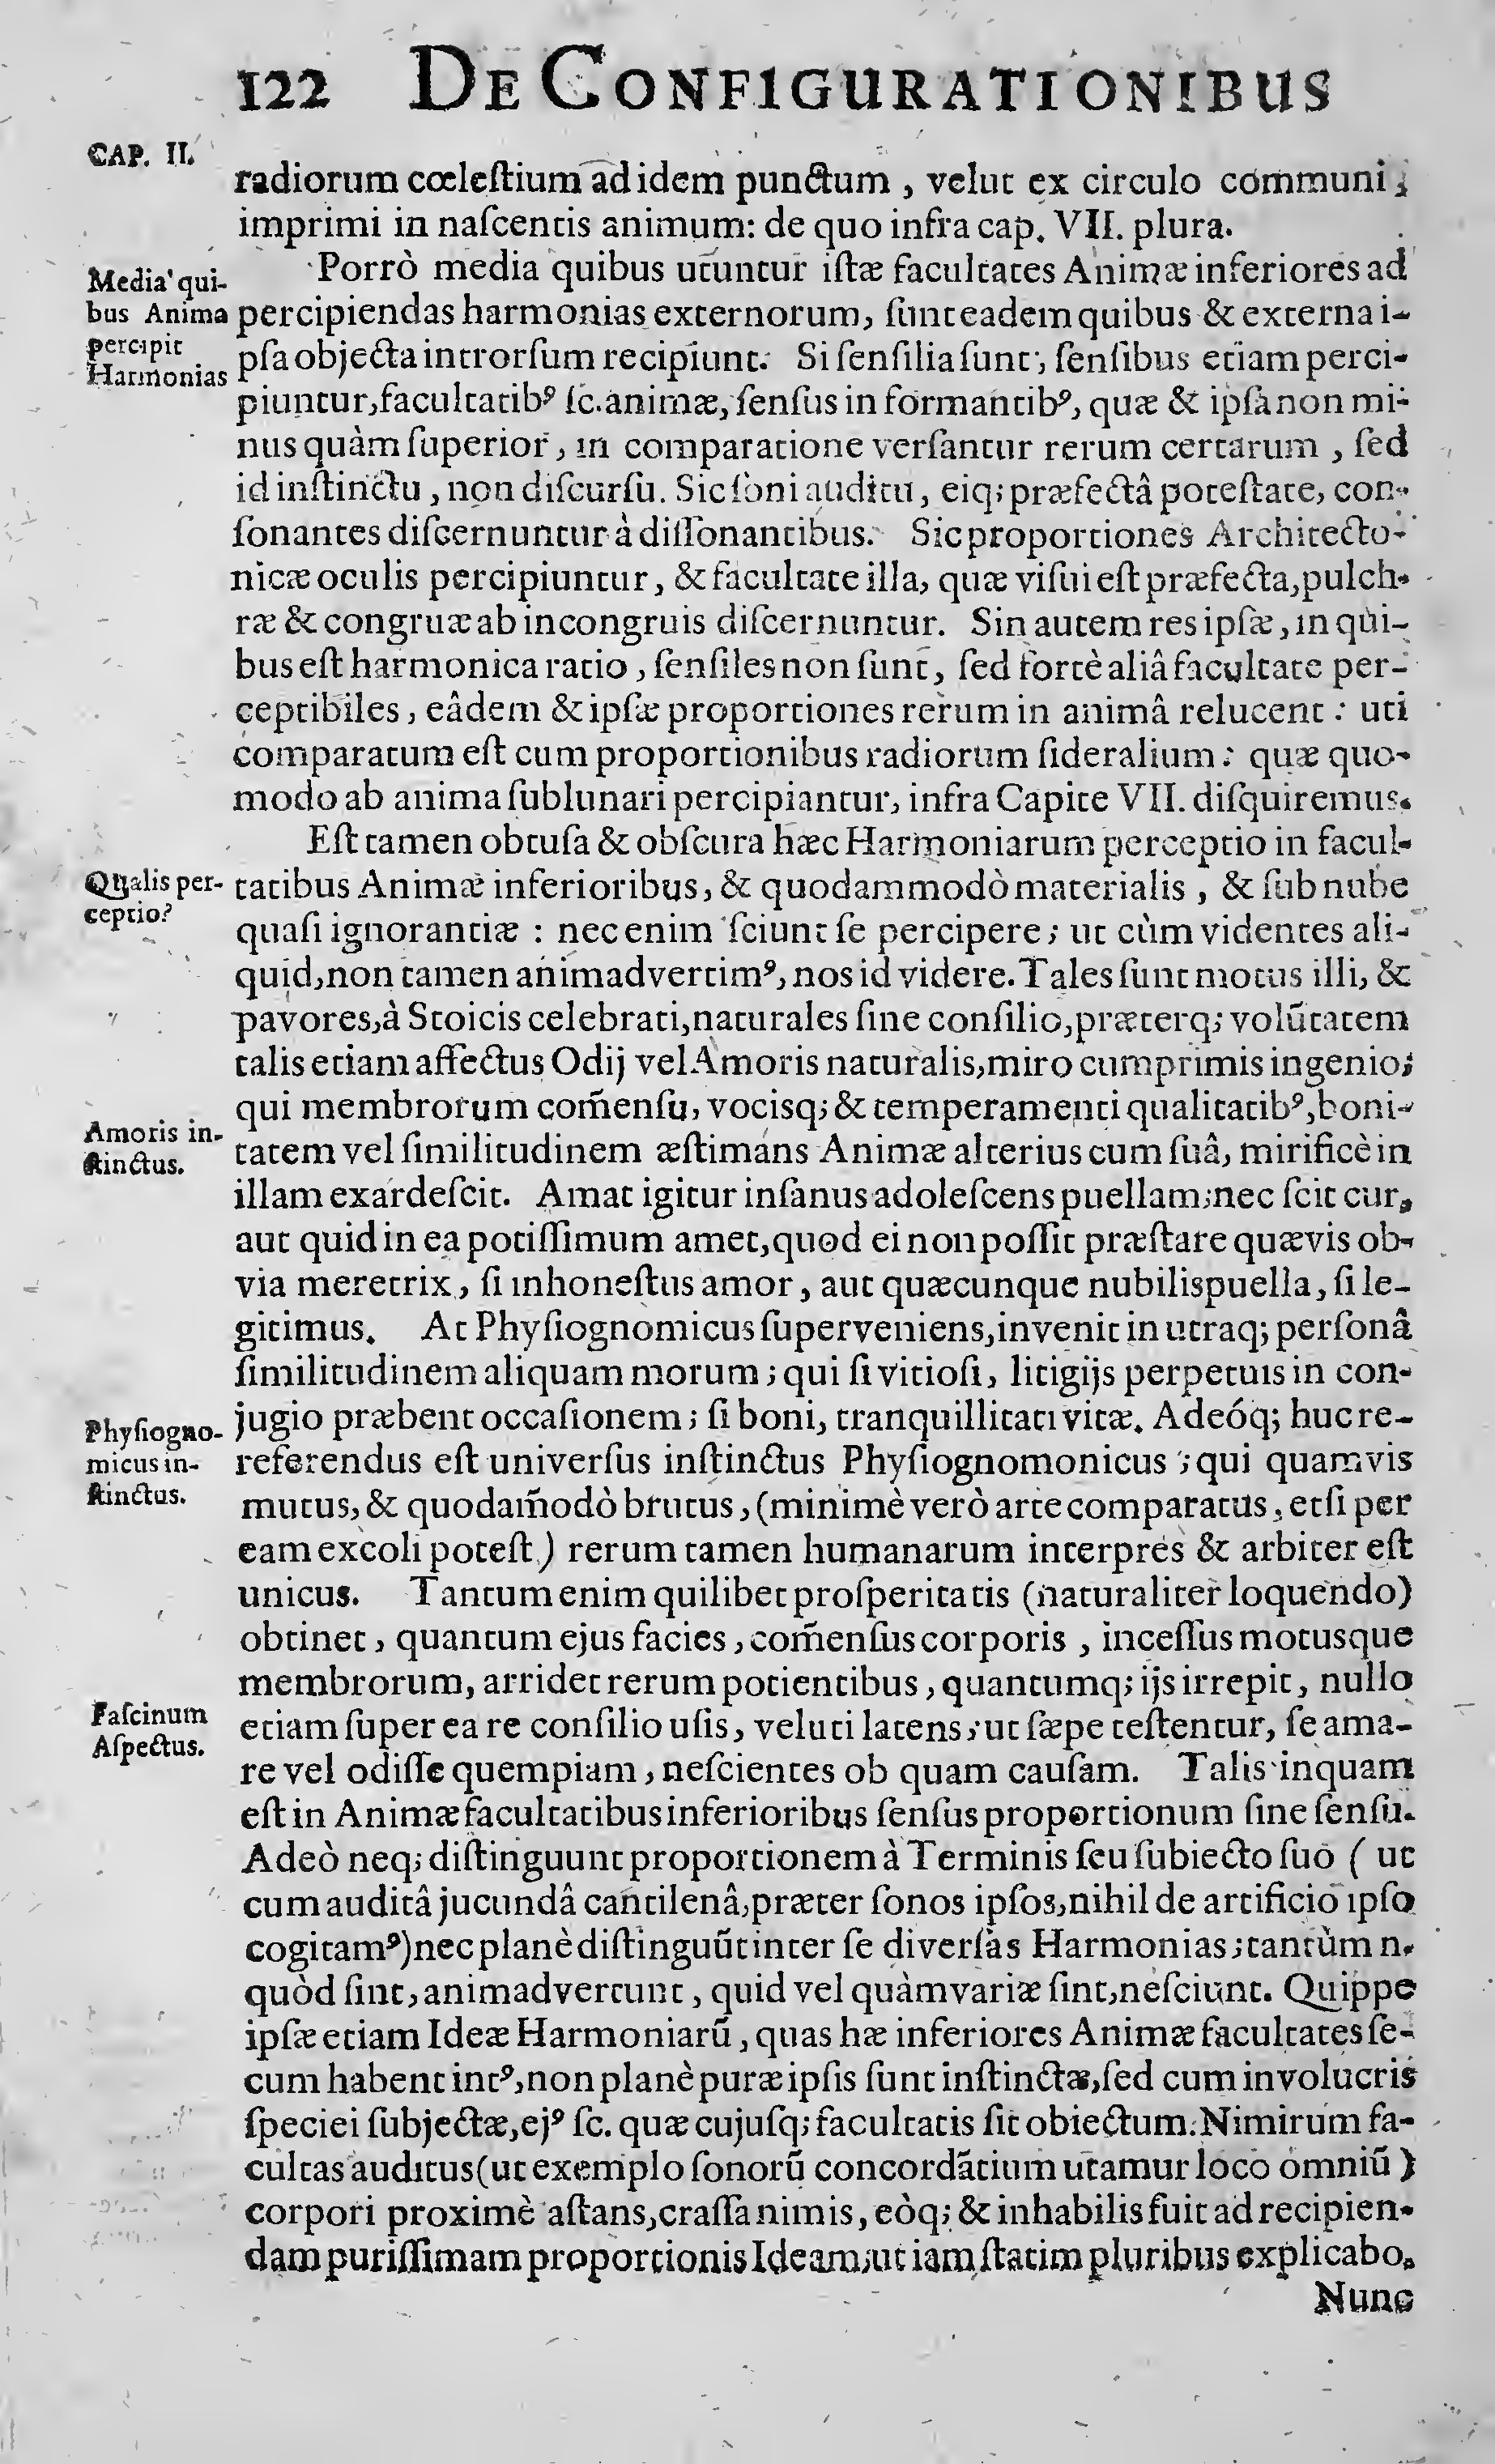 122 DE CONFIGURATIONIBUS
CAP. II.
radiorum cœleſtium ad idem punctum, velut ex circulo communi,
imprimi in naſcentis animum: de quo infra cap. VII. plura.
Media qui-
bus Anima
percipit
Harmonias
Porrò media quibus utuntur iſtæ facultates Animæ inferiores ad
percipiendas harmonias externorum, ſunt eadem quibus & externa i-
pſa objecta introrſum recipiunt. Si ſenſilia ſunt, ſenſibus etiam perci-
piuntur, facultatibꝰ ſc. animæ, ſenſus informantibꝰ, quæ & ipſa non mi-
nus quàm ſuperior, in comparatione verſantur rerum certarum, ſed
id inſtinctu, non diſcurſu. Sic ſoni auditu, eiq; præfectâ poteſtate, con-
ſonantes diſcernuntur à diſſonantibus. Sic proportiones Architecto-
nicæ oculis percipiuntur, & facultate illa, quæ viſui eſt præfecta, pulch-
ræ & congruæ ab incongruis diſcernuntur. Sin autem res ipſæ, in qui-
bus eſt harmonica ratio, ſenſiles non ſunt, ſed fortè aliâ facultate per-
ceptibiles, eâdem & ipſæ proportiones rerum in animâ relucent: uti
comparatum eſt cum proportionibus radiorum ſideralium: quæ quo-
modo ab anima ſublunari percipiantur, infra Capite VII. diſquiremus.
Eſt tamen obtuſa & obſcura hæc Harmoniarum perceptio in facul-
Qualis per-
ceptio?
tatibus Animæ inferioribus, & quodammodò materialis, & ſub nube
quaſi ignorantiæ: nec enim ſciunt ſe percipere; ut cùm videntes ali-
quid, non tamen animadvertimꝰ, nos id videre. Tales ſunt motus illi, &
pavores, à Stoicis celebrati, naturales ſine conſilio, præterq; volũtatem
talis etiam affectus Odij vel Amoris naturalis, miro cumprimis ingenio;
qui membrorum com̃enſu, vocisq; & temperamenti qualitatibꝰ, boni-
Amoris in-
ſtinctus.
tatem vel ſimilitudinem æſtimans Animæ alterius cum ſuâ, mirificè in
illam exardeſcit. Amat igitur inſanus adoleſcens puellam; nec ſcit cur,
aut quid in ea potiſſimum amet, quod ei non poſſit præſtare quævis ob-
via meretrix, ſi inhoneſtus amor, aut quæcunque nubilis puella, ſi le-
gitimus. At Phyſiognomicus ſuperveniens, invenit in utraq; perſonâ
ſimilitudinem aliquam morum; qui ſi vitioſi, litigijs perpetuis in con-
jugio præbent occaſionem; ſi boni, tranquillitati vitæ. Adeóq; huc re-
Phyſiogno-
micus in-
ſtinctus.
referendus eſt univerſus inſtinctus Phyſiognomonicus; qui quamvis
mutus, & quodam̃odò brutus, (minimè verò arte comparatus, etſi per
eam excoli poteſt) rerum tamen humanarum interpres & arbiter eſt
unicus. Tantum enim quilibet proſperitatis (naturaliter loquendo)
obtinet, quantum ejus facies, com̃enſus corporis, inceſſus motusque
membrorum, arridet rerum potientibus, quantumq; ijs irrepit, nullo
Faſcinum
Aſpectus.
etiam ſuper ea re conſilio uſis, veluti latens; ut ſæpe teſtentur, ſe ama-
re vel odiſſe quempiam, neſcientes ob quam cauſam. Talis inquam
eſt in Animæ facultatibus inferioribus ſenſus proportionum ſine ſenſu.
Adeò neq; diſtinguunt proportionem à Terminis ſeu ſubiecto ſuo (ut
cum auditâ jucundâ cantilenâ, præter ſonos ipſos, nihil de artificio ipſo
cogitamꝰ) nec planè diſtinguũt inter ſe diverſas Harmonias; tantùm n.
quòd ſint, animadvertunt, quid vel quàm variæ ſint, neſciunt. Quippe
ipſæ etiam Ideæ Harmoniarũ, quas hæ inferiores Animæ facultates ſe-
cum habent intꝰ, non planè puræ ipſis ſunt inſtinctæ, ſed cum involucris
ſpeciei ſubjectæ, ejꝰ ſc. quæ cujuſq; facultatis ſit obiectum. Nimirum fa-
cultas auditus (ut exemplo ſonorũ concordãtium utamur loco omniũ)
corpori proximè aſtans, craſſa nimis, eòq; & inhabilis fuit ad recipien-
dam puriſſimam proportionis Ideam; ut iam ſtatim pluribus explicabo.
Nunc